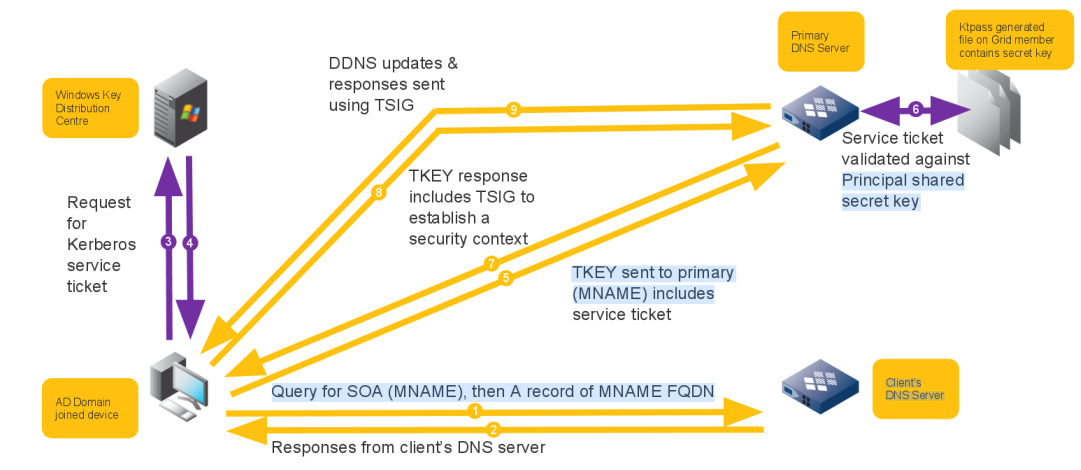 Primary
DNS Server
Ktpass generated
file on Grid member
contains secret key
DDNS updates &
responses sent
using TSIG
Windows Key
Distribution
Centre
9
6
Service ticket
validated against
Principal shared
secret key
8
TKEY response
includes TSIG to
establish a
security context
Request
for
Kerberos
service
ticket
3
4
7
5
TKEY sent to primary
(MNAME) includes
service ticket
AD Domain
joined device
Query for SOA (MNAME), then A record of MNAME FQDN
1
2
Responses from client's DNS server
Client's
DNS Server